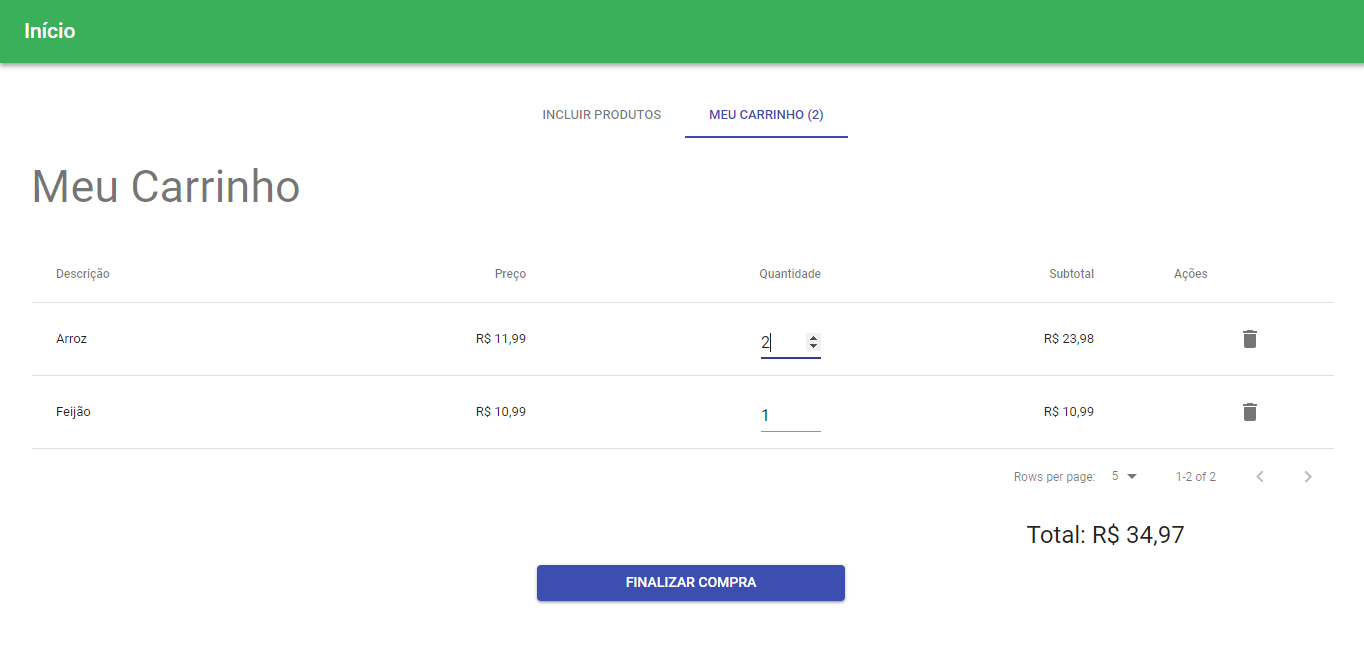 Início
INCLUIR PRODUTOS MEU CARRINHO (2)
Meu Carrinho
Descrição Preço Quantidade Subtotal Ações
Arroz R$ 11,99 2 R$ 23,98
Feijão R$ 10,99 1 R$ 10,99
Rows per page: 5 1-2 of 2
Total: R$ 34,97
FINALIZAR COMPRA